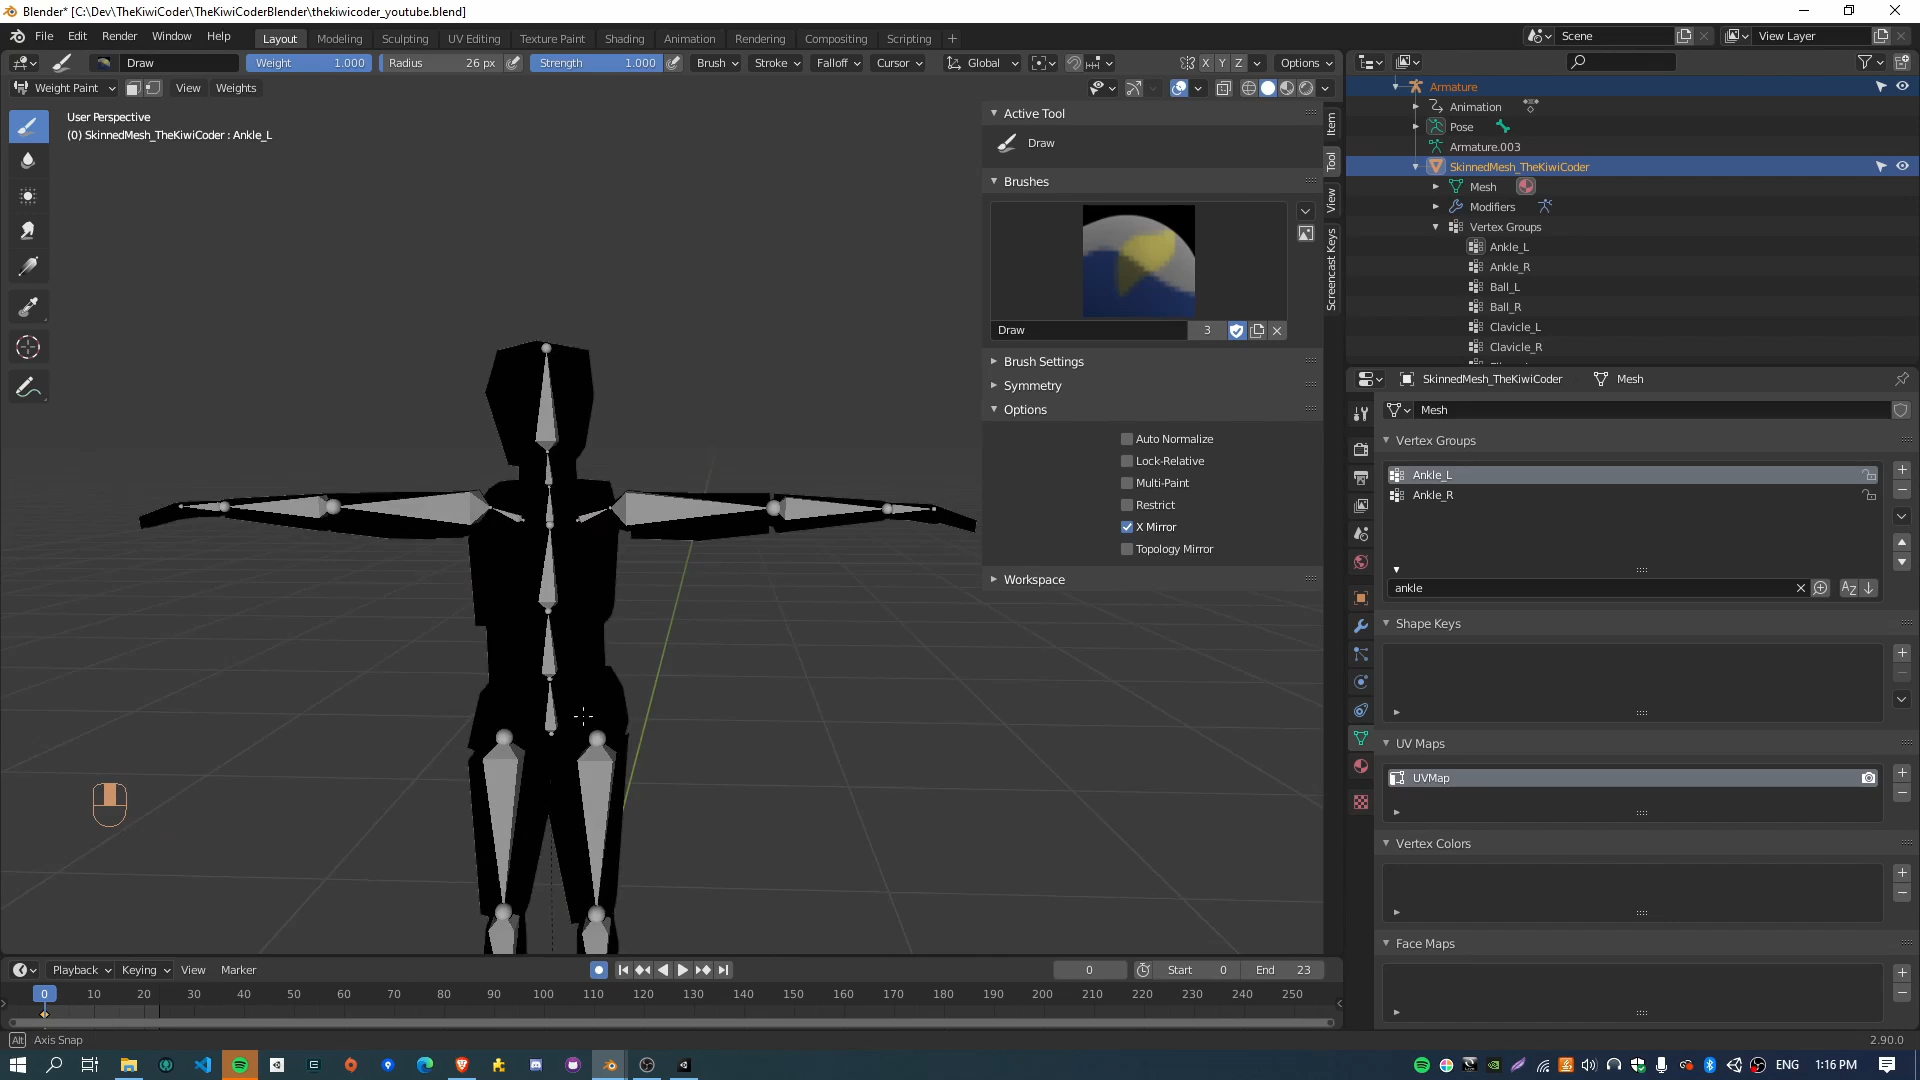 Blender* [C:\Dev\TheKiwiCoder\TheKiwiCoderBlender\thekiwicoder_youtube.blend]
File Edit Render Window Help Layout Modeling Sculpting UV Editing Texture Paint Shading Animation Rendering Compositing Scripting + Scene View Layer
Draw Weight 1.000 Radius 26 px Strength 1.000 Brush Stroke Falloff Cursor Global X Y Z Options
Weight Paint View Weights
User Perspective
(0) SkinnedMesh_TheKiwiCoder : Ankle_L
Active Tool
Draw
Brushes
Draw 3
Brush Settings
Symmetry
Options
Auto Normalize
Lock-Relative
Multi-Paint
Restrict
X Mirror
Topology Mirror
Workspace
Item
Tool
View
Screencast Keys
Armature
Animation
Pose
Armature.003
SkinnedMesh_TheKiwiCoder
Mesh
Modifiers
Vertex Groups
Ankle_L
Ankle_R
Ball_L
Ball_R
Clavicle_L
Clavicle_R
SkinnedMesh_TheKiwiCoder Mesh
Mesh
Vertex Groups
Ankle_L
Ankle_R
ankle
Shape Keys
UV Maps
UVMap
Vertex Colors
Face Maps
Playback Keying View Marker 0 Start 0 End 23
0 10 20 30 40 50 60 70 80 90 100 110 120 130 140 150 160 170 180 190 200 210 220 230 240 250
Alt Axis Snap 2.90.0
ENG 1:16 PM